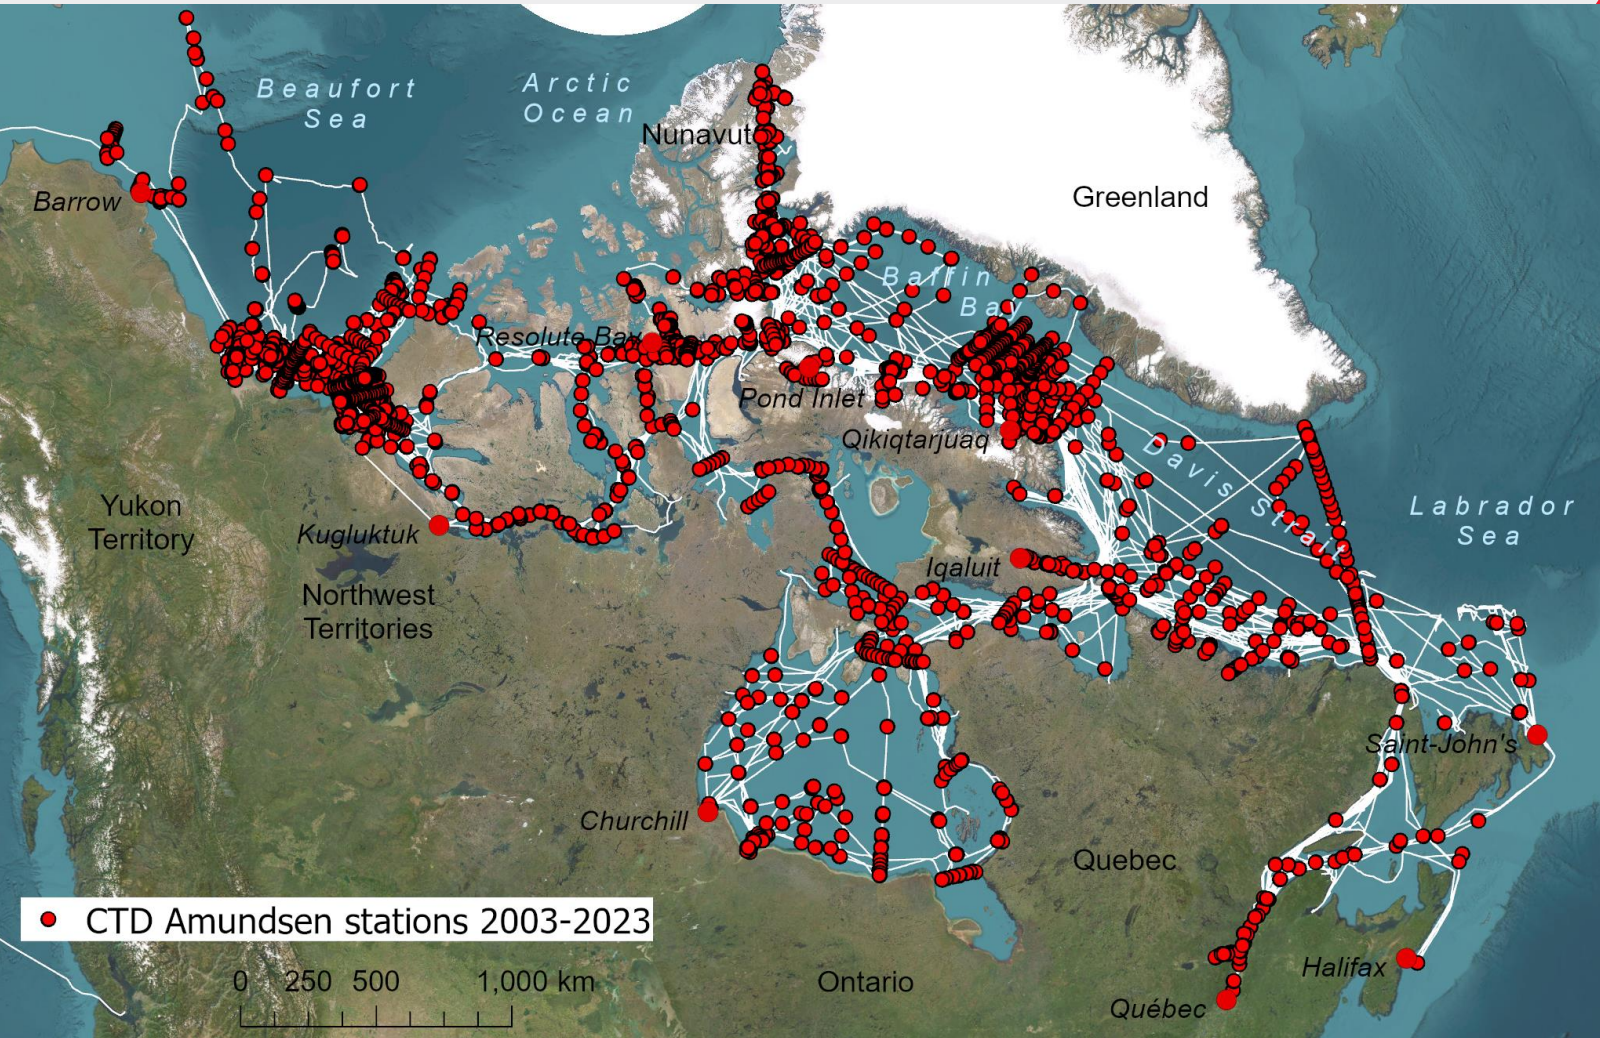 Beaufort
Sea
Arctic
Ocean
Nunavut
Barrow
Greenland
Baffin
Bay
Resolute Bay
Pond Inlet
Qikiqtarjuaq
Davis Strait
Labrador
Sea
Yukon
Territory
Kugluktuk
Iqaluit
Northwest
Territories
Saint-John's
Churchill
Quebec
CTD Amundsen stations 2003-2023
0 250 500 1,000 km
Ontario
Halifax
Québec